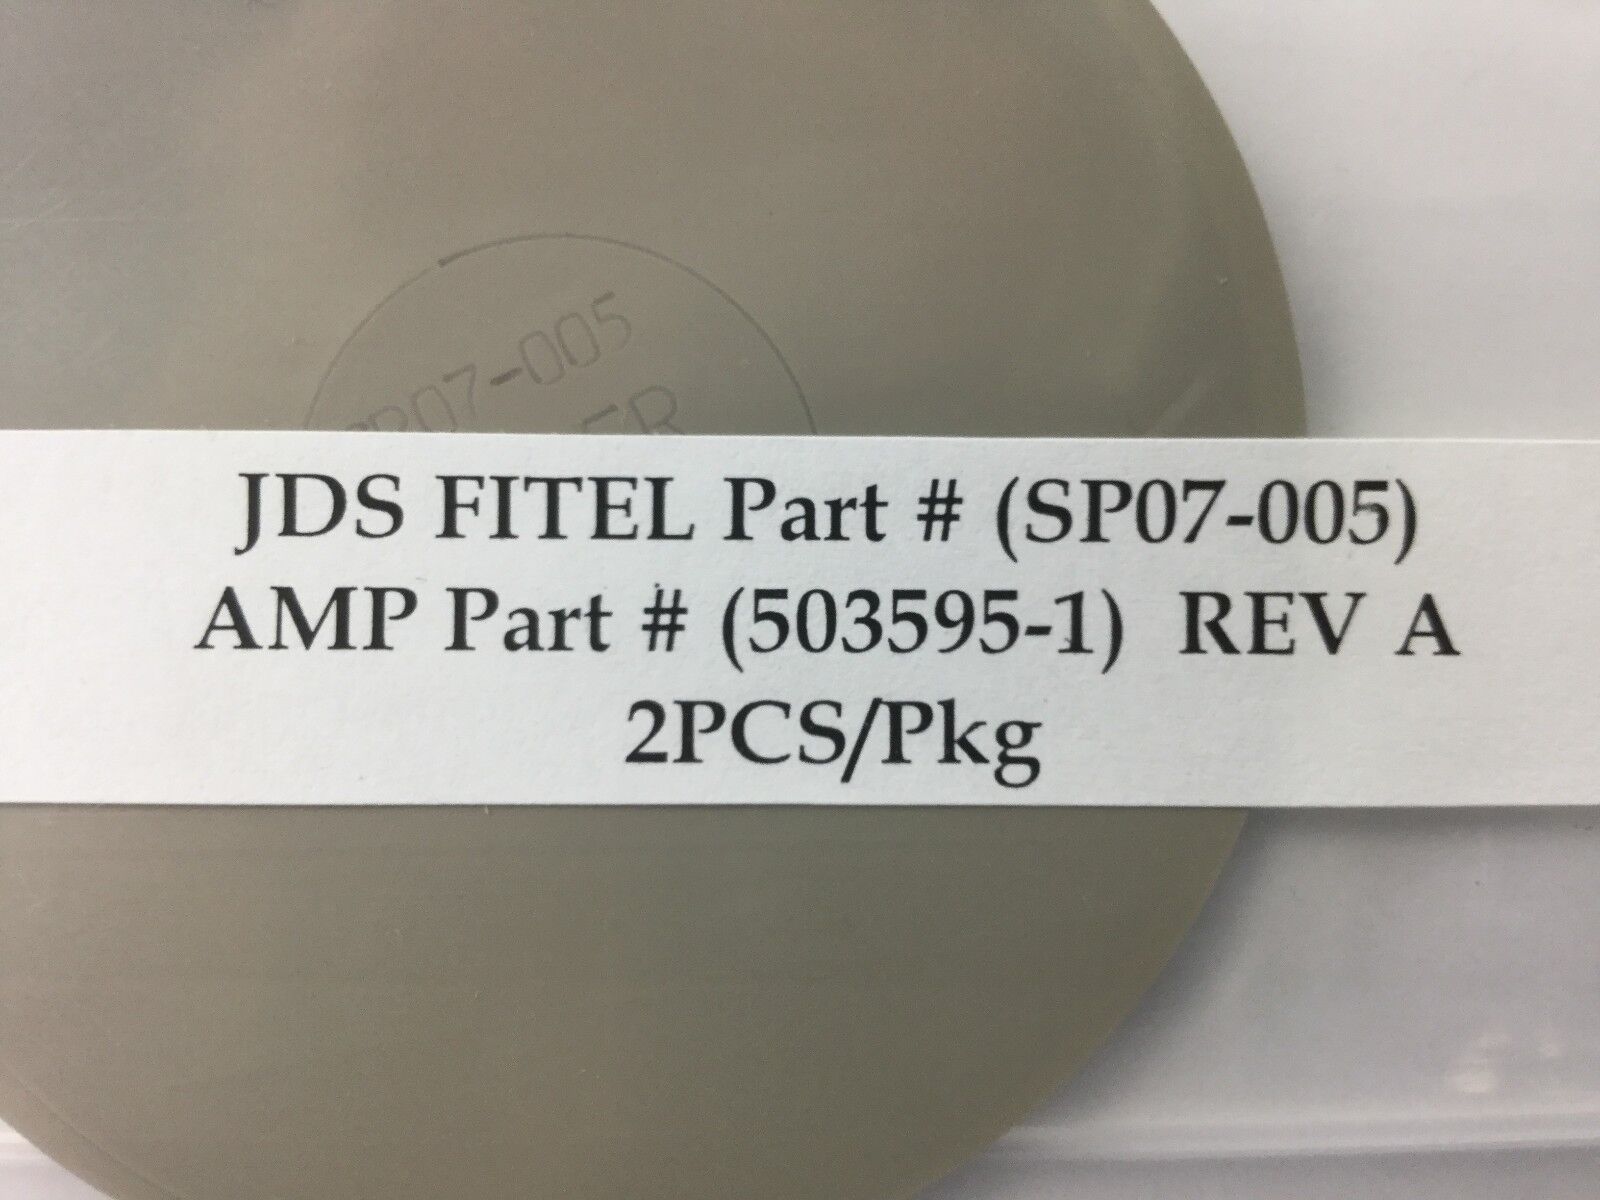 SP07-005
JDS FITEL Part # (SP07-005)
AMP Part # (503595-1) REV A
2PCS/Pkg